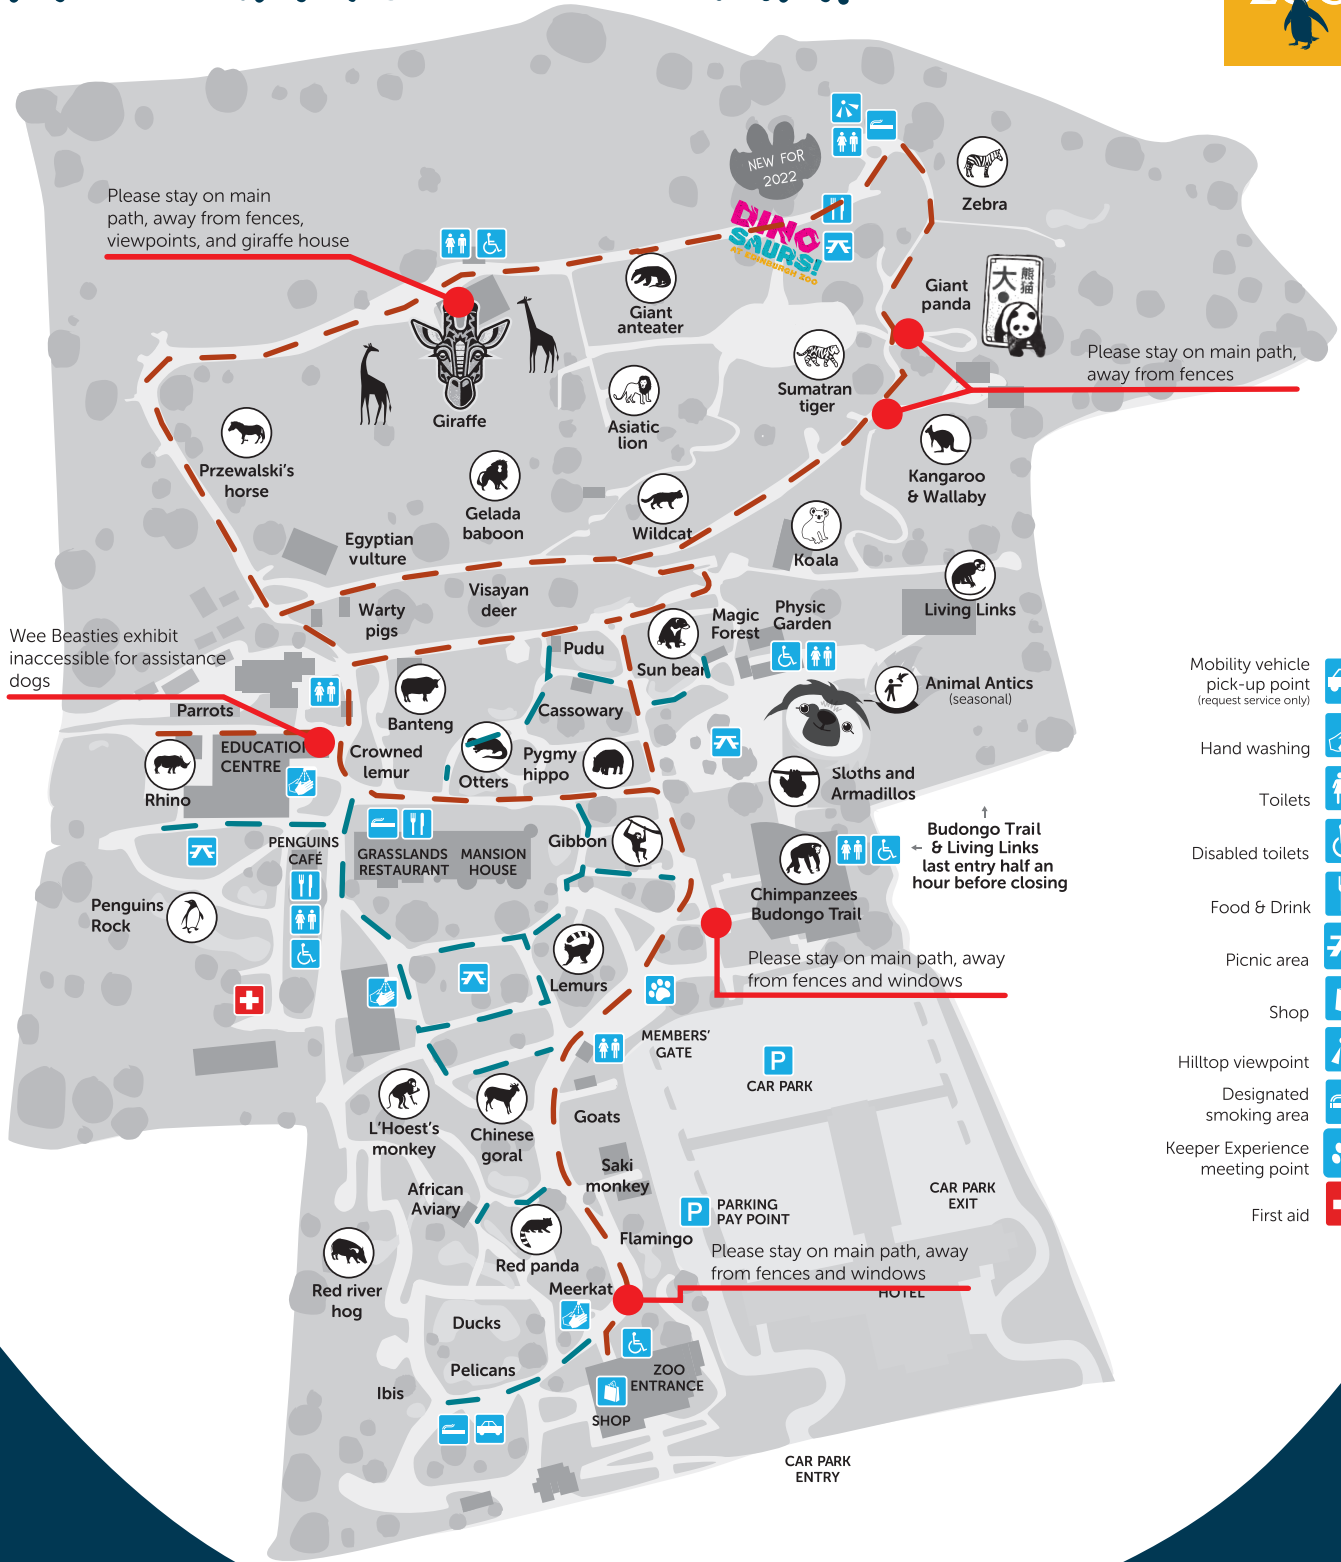 NEW FOR
2022
DINO
SAURS!
AT EDINBURGH ZOO
Zebra
Please stay on main
path, away from fences,
viewpoints, and giraffe house
Giant
panda
大
熊
猫
Giant
anteater
Please stay on main path,
away from fences
Sumatran
tiger
Giraffe
Asiatic
lion
Przewalski's
horse
Kangaroo
& Wallaby
Gelada
baboon
Wildcat
Egyptian
vulture
Koala
Visayan
deer
Living Links
Warty
pigs
Magic
Forest
Physic
Garden
Wee Beasties exhibit
inaccessible for assistance
dogs
Pudu
Sun bear
Animal Antics
(seasonal)
Parrots
Banteng
Cassowary
EDUCATION
CENTRE
Crowned
lemur
Otters
Pygmy
hippo
Sloths and
Armadillos
Rhino
PENGUINS
CAFÉ
GRASSLANDS
RESTAURANT
MANSION
HOUSE
Gibbon
Budongo Trail
& Living Links
last entry half an
hour before closing
Chimpanzees
Budongo Trail
Penguins
Rock
Please stay on main path, away
from fences and windows
Lemurs
MEMBERS'
GATE
P
CAR PARK
Goats
L'Hoest's
monkey
Chinese
goral
Saki
monkey
African
Aviary
P
PARKING
PAY POINT
CAR PARK
EXIT
Flamingo
Red panda
Please stay on main path, away
from fences and windows
HOTEL
Red river
hog
Meerkat
Ducks
Pelicans
Ibis
ZOO
ENTRANCE
SHOP
CAR PARK
ENTRY
Mobility vehicle
pick-up point
(request service only)
Hand washing
Toilets
Disabled toilets
Food & Drink
Picnic area
Shop
Hilltop viewpoint
Designated
smoking area
Keeper Experience
meeting point
First aid